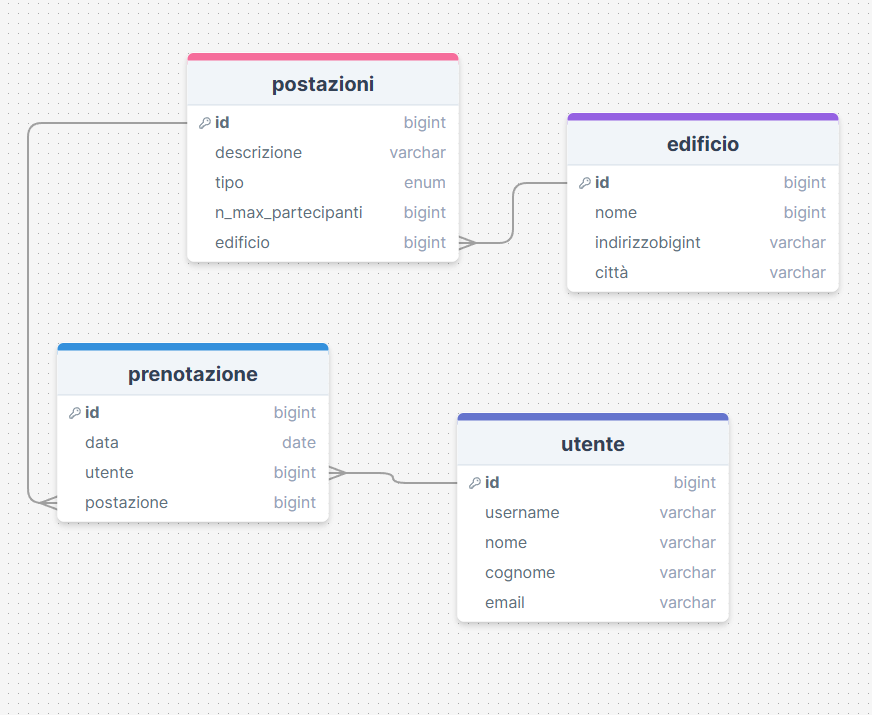 postazioni
id bigint
descrizione varchar
tipo enum
n_max_partecipanti bigint
edificio bigint
edificio
id bigint
nome bigint
indirizzobigint varchar
città varchar
prenotazione
id bigint
data date
utente bigint
postazione bigint
utente
id bigint
username varchar
nome varchar
cognome varchar
email varchar